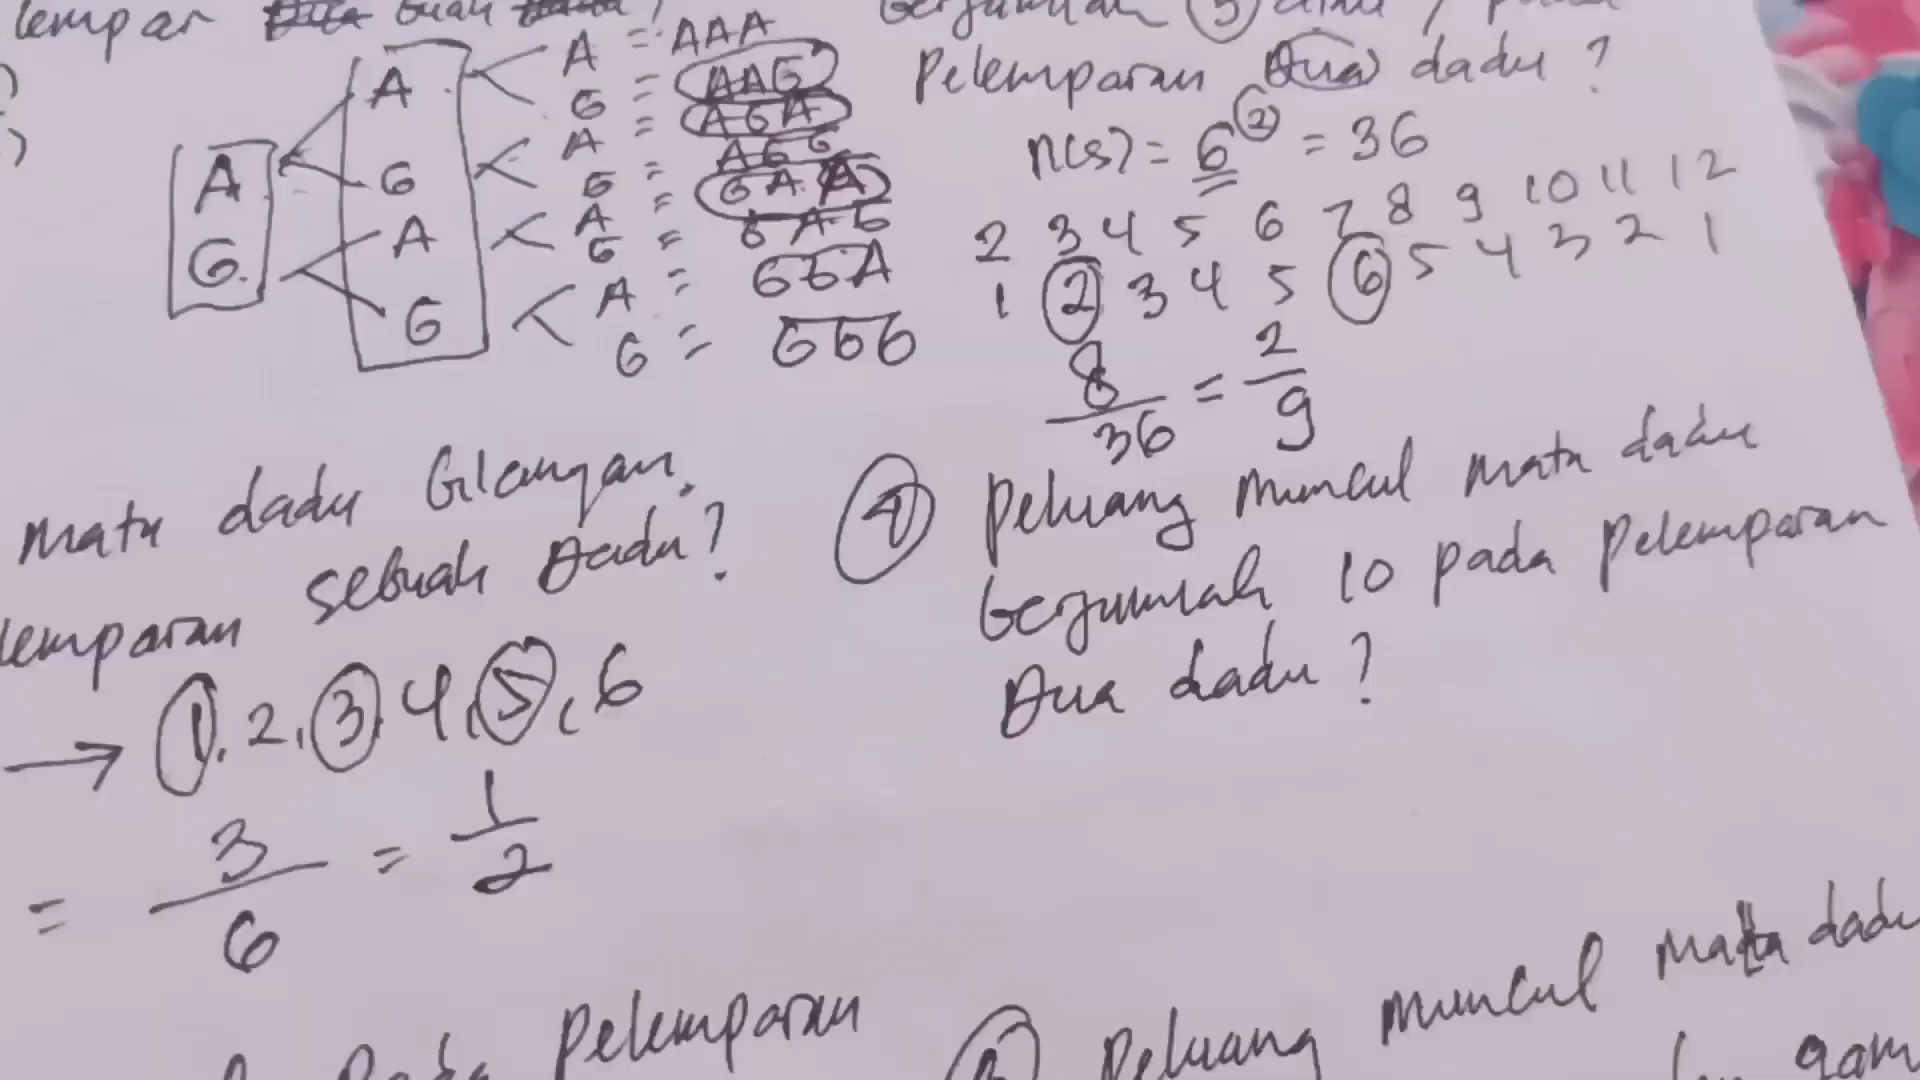 lempar buah
A
G
A
G
A
G
A = AAA
G = AAG
A = AGA
G = AGG
A = GAA
G = GAG
A = GGA
G = GGG
mata dadu bilangan
sebuah Dadu?
→ 1, 2, 3, 4, 5, 6
= 3/6 = 1/2
Pelemparan
berjumlah 3
Pelemparan Dua dadu?
n(s) = 6² = 36
2 3 4 5 6 7 8 9 10 11 12
1 2 3 4 5 6 5 4 3 2 1
8/36 = 2/9
Peluang muncul mata dadu
berjumlah 10 pada Pelemparan
Dua dadu?
Peluang muncul mata dadu